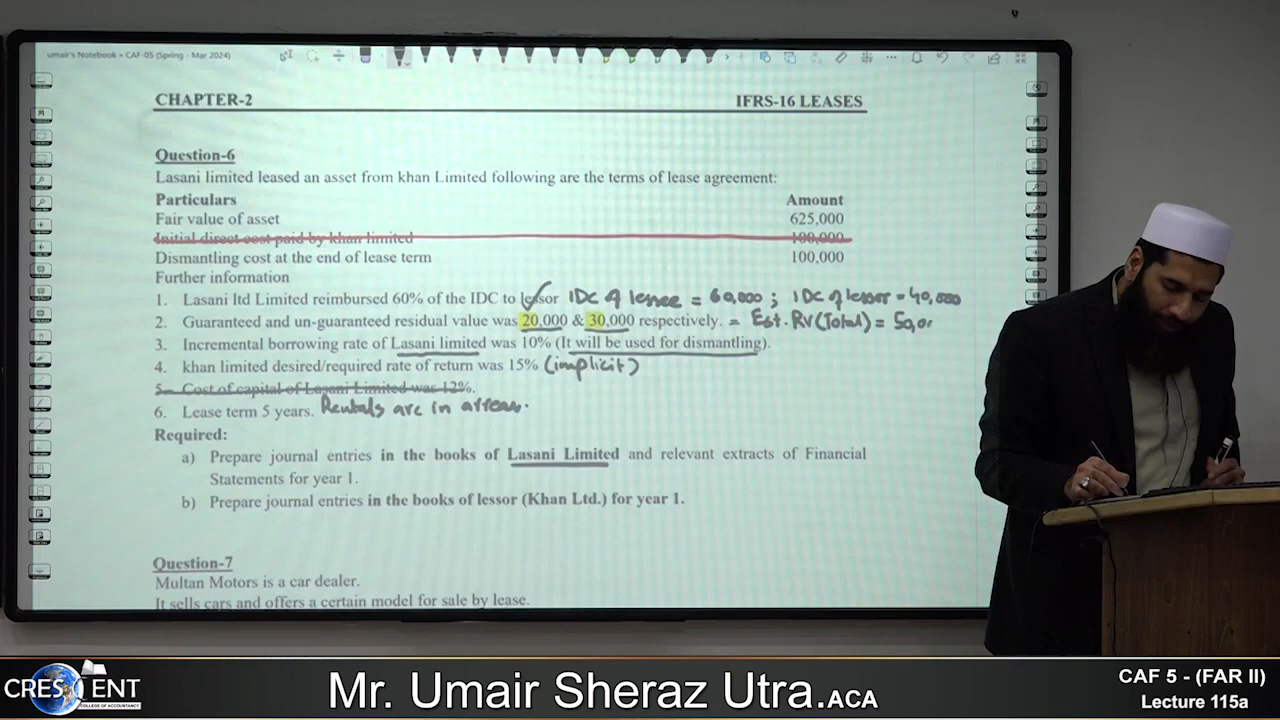 umair's Notebook » CAF-05 (Spring - Mar 2024)
CHAPTER-2 IFRS-16 LEASES
Question-6
Lasani limited leased an asset from khan Limited following are the terms of lease agreement:
Particulars Amount
Fair value of asset 625,000
Initial direct cost paid by khan limited 100,000
Dismantling cost at the end of lease term 100,000
Further information
1. Lasani ltd Limited reimbursed 60% of the IDC to lessor IDC of lessee = 60,000 ; IDC of lessor = 40,000
2. Guaranteed and un-guaranteed residual value was 20,000 & 30,000 respectively. = Est. RV (Total) = 50,00
3. Incremental borrowing rate of Lasani limited was 10% (It will be used for dismantling).
4. khan limited desired/required rate of return was 15% (implicit)
5. Cost of capital of Lasani Limited was 12%.
6. Lease term 5 years. Rentals are in arrear.
Required:
a) Prepare journal entries in the books of Lasani Limited and relevant extracts of Financial
Statements for year 1.
b) Prepare journal entries in the books of lessor (Khan Ltd.) for year 1.
Question-7
Multan Motors is a car dealer.
It sells cars and offers a certain model for sale by lease.
CRESCENT
COLLEGE OF ACCOUNTANCY
Mr. Umair Sheraz Utra.ACA
CAF 5 - (FAR II)
Lecture 115a